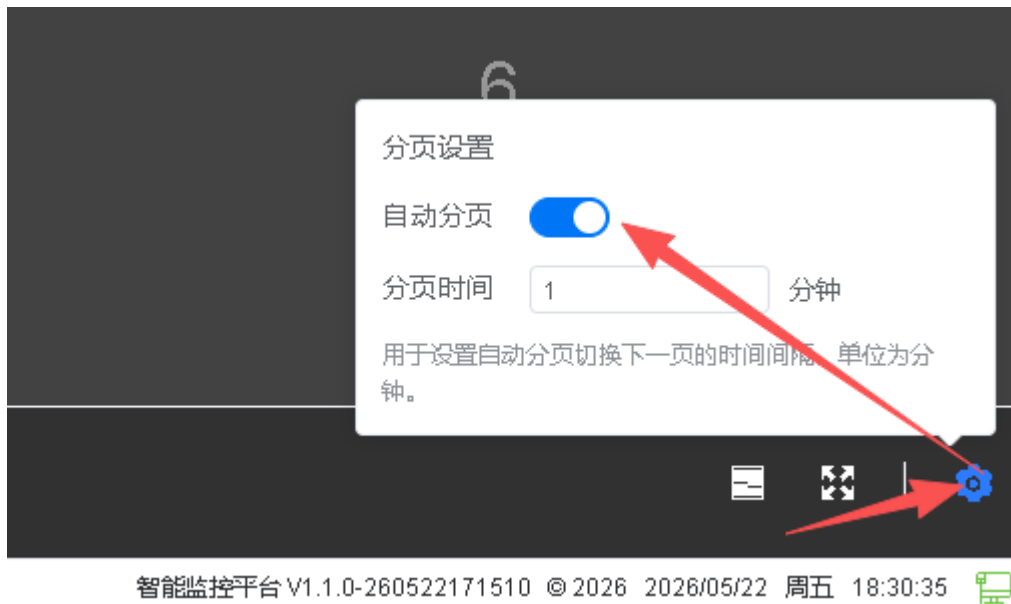 6
分页设置
自动分页
分页时间 1 分钟
用于设置自动分页切换下一页的时间间隔，单位为分
钟。
智能监控平台 V1.1.0-260522171510 © 2026 2026/05/22 周五 18:30:35